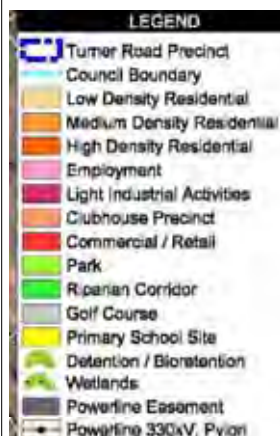 LEGEND
Turner Road Precinct
Council Boundary
Low Density Residential
Medium Density Residential
High Density Residential
Employment
Light Industrial Activities
Clubhouse Precinct
Commercial / Retail
Park
Riparian Corridor
Golf Course
Primary School Site
Detention / Bioretention
Wetlands
Powerline Easement
Powerline 330kV, Pylon